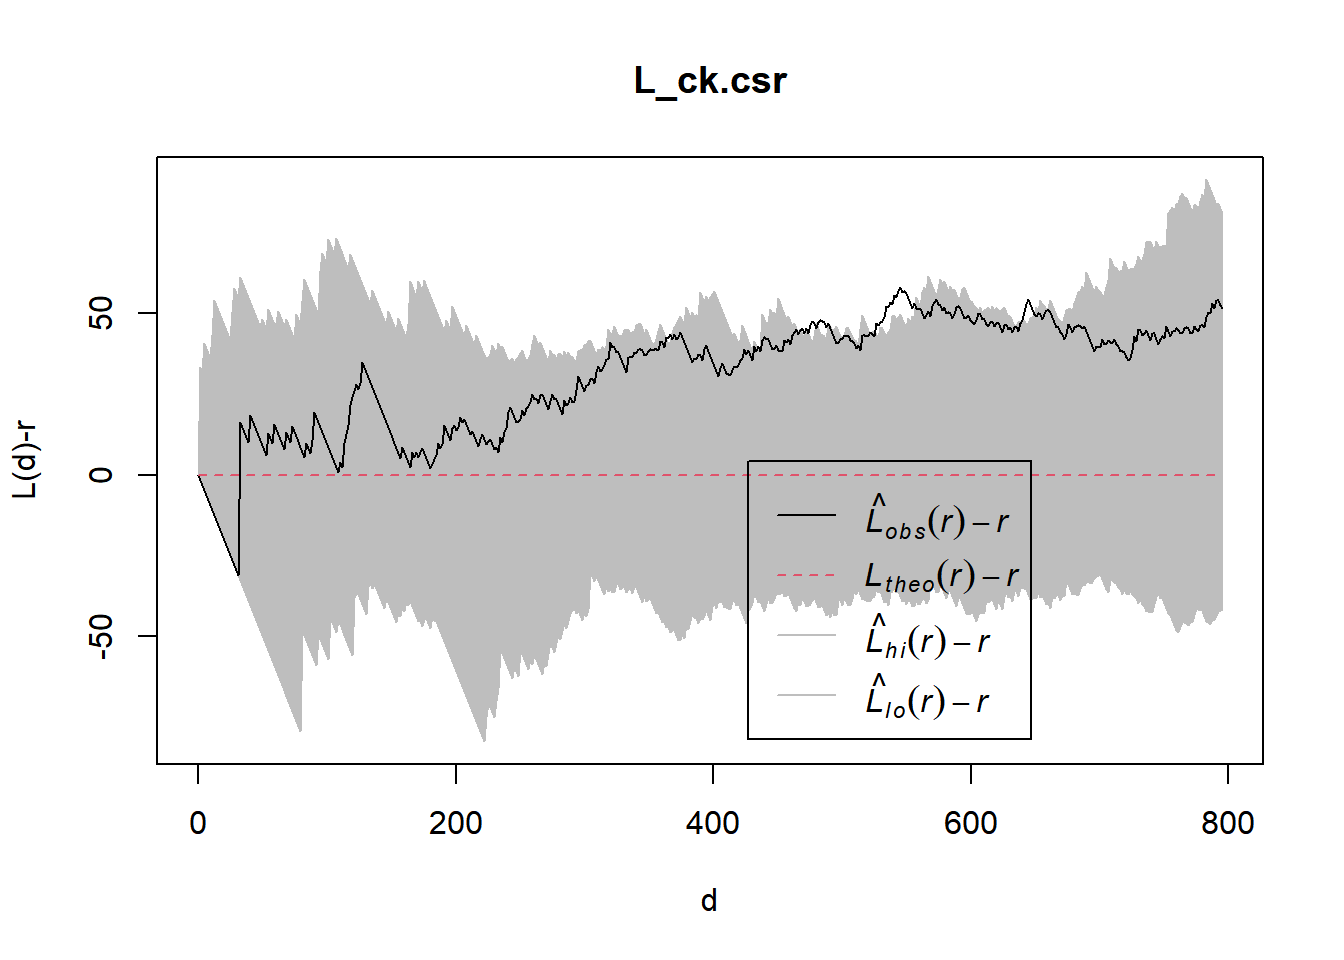 L_ck.csr
L(d)-r
50
0
-50
0 200 400 600 800
d
L̂obs(r) − r
Ltheo(r) − r
L̂hi(r) − r
L̂lo(r) − r